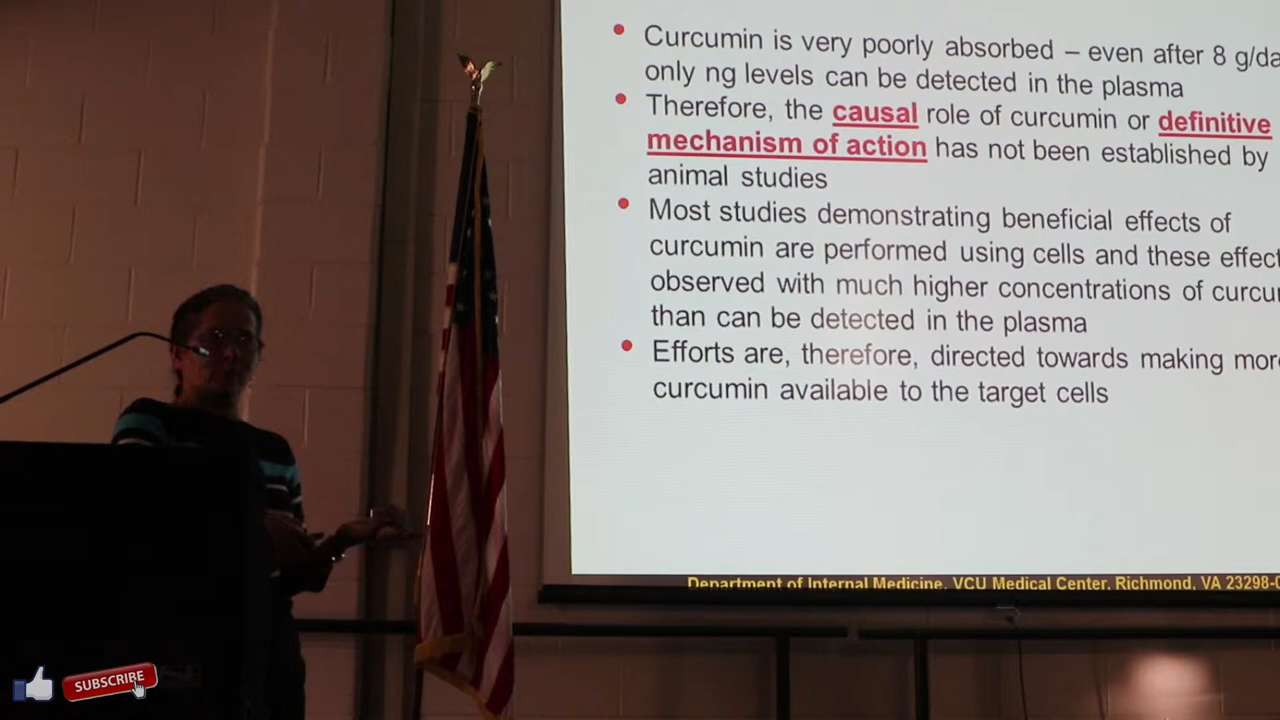 Curcumin is very poorly absorbed – even after 8 g/da
only ng levels can be detected in the plasma
Therefore, the causal role of curcumin or definitive
mechanism of action has not been established by
animal studies
Most studies demonstrating beneficial effects of
curcumin are performed using cells and these effect
observed with much higher concentrations of curcu
than can be detected in the plasma
Efforts are, therefore, directed towards making mor
curcumin available to the target cells
Department of Internal Medicine, VCU Medical Center, Richmond, VA 23298-0
SUBSCRIBE